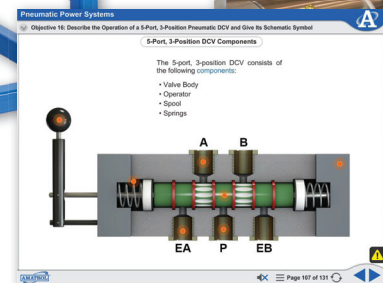 Pneumatic Power Systems
Objective 16: Describe the Operation of a 5-Port, 3-Position Pneumatic DCV and Give Its Schematic Symbol
5-Port, 3-Position DCV Components
The 5-port, 3-position DCV consists of
the following components:
• Valve Body
• Operator
• Spool
• Springs
A B
EA P EB
AMATROL
Page 167 of 131
A